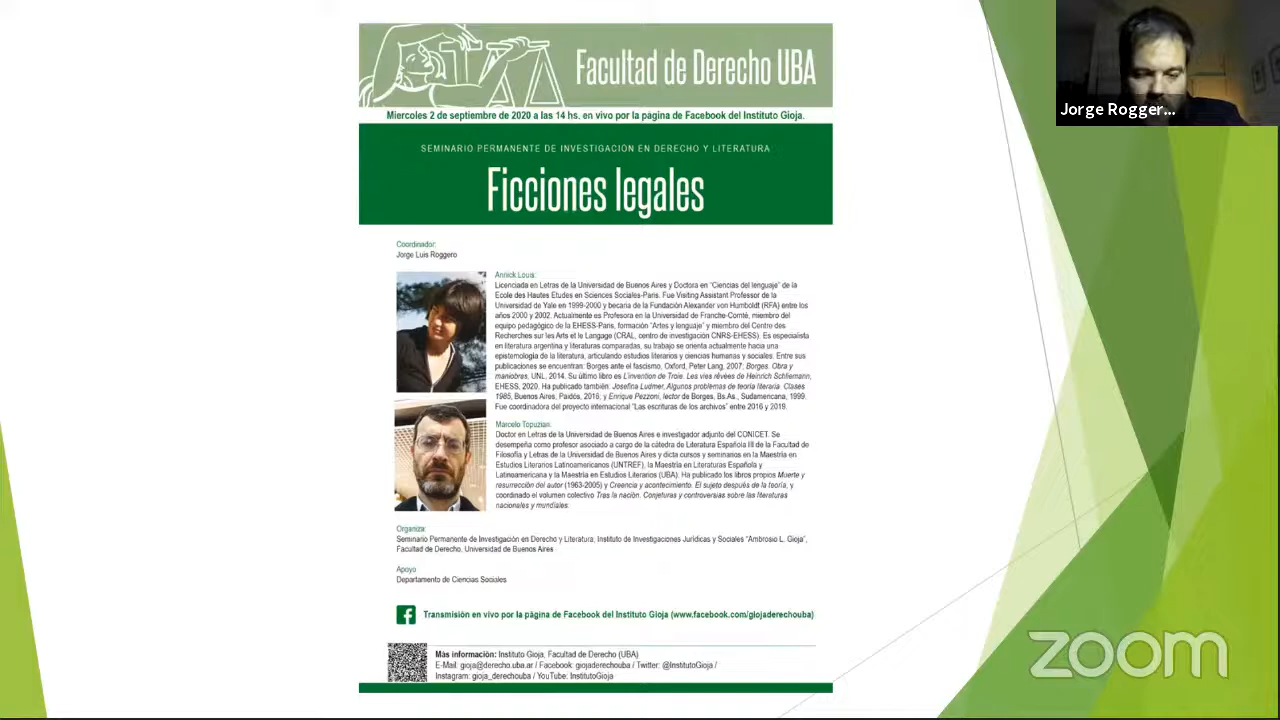 Facultad de Derecho UBA
Miercoles 2 de septiembre de 2020 a las 14 hs. en vivo por la página de Facebook del Instituto Gioja.
SEMINARIO PERMANENTE DE INVESTIGACIÓN EN DERECHO Y LITERATURA
Ficciones legales
Coordinador:
Jorge Luis Roggero
Annick Louis:
Licenciada en Letras de la Universidad de Buenos Aires y Doctora en "Ciencias del lenguaje" de la
Ecole des Hautes Etudes en Sciences Sociales-Paris. Fue Visiting Assistant Professor de la
Universidad de Yale en 1999-2000 y becaria de la Fundación Alexander von Humboldt (RFA) entre los
años 2000 y 2002. Actualmente es Profesora en la Universidad de Franche-Comté, miembro del
equipo pedagógico de la EHESS-Paris, formación "Artes y lenguaje" y miembro del Centre des
Recherches sur les Arts et le Langage (CRAL, centro de investigación CNRS-EHESS). Es especialista
en literatura argentina y literaturas comparadas, su trabajo se orienta actualmente hacia una
epistemología de la literatura, articulando estudios literarios y ciencias humanas y sociales. Entre sus
publicaciones se encuentran: Borges ante el fascismo, Oxford, Peter Lang, 2007; Borges. Obra y
maniobras, UNL, 2014. Su último libro es L'invention de Troie. Les vies rêvées de Heinrich Schliemann,
EHESS, 2020. Ha publicado también: Josefina Ludmer, Algunos problemas de teoría literaria Clases
1985, Buenos Aires, Paidós, 2016; y Enrique Pezzoni, lector de Borges, Bs.As., Sudamericana, 1999.
Fue coordinadora del proyecto internacional "Las escrituras de los archivos" entre 2016 y 2019.
Marcelo Topuzian:
Doctor en Letras de la Universidad de Buenos Aires e investigador adjunto del CONICET. Se
desempeña como profesor asociado a cargo de la cátedra de Literatura Española III de la Facultad de
Filosofía y Letras de la Universidad de Buenos Aires y dicta cursos y seminarios en la Maestría en
Estudios Literarios Latinoamericanos (UNTREF), la Maestría en Literaturas Española y
Latinoamericana y la Maestría en Estudios Literarios (UBA). Ha publicado los libros propios Muerte y
resurrección del autor (1963-2005) y Creencia y acontecimiento. El sujeto después de la teoría, y
coordinado el volumen colectivo Tras la nación. Conjeturas y controversias sobre las literaturas
nacionales y mundiales.
Organiza:
Seminario Permanente de Investigación en Derecho y Literatura, Instituto de Investigaciones Jurídicas y Sociales "Ambrosio L. Gioja",
Facultad de Derecho, Universidad de Buenos Aires
Apoyo
Departamento de Ciencias Sociales
Transmisión en vivo por la página de Facebook del Instituto Gioja (www.facebook.com/giojaderechouba)
Más información: Instituto Gioja, Facultad de Derecho (UBA)
E-Mail: gioja@derecho.uba.ar / Facebook: giojaderechouba / Twitter: @InstitutoGioja /
Instagram: gioja_derechouba / YouTube: InstitutoGioja
Jorge Rogger...
zoom